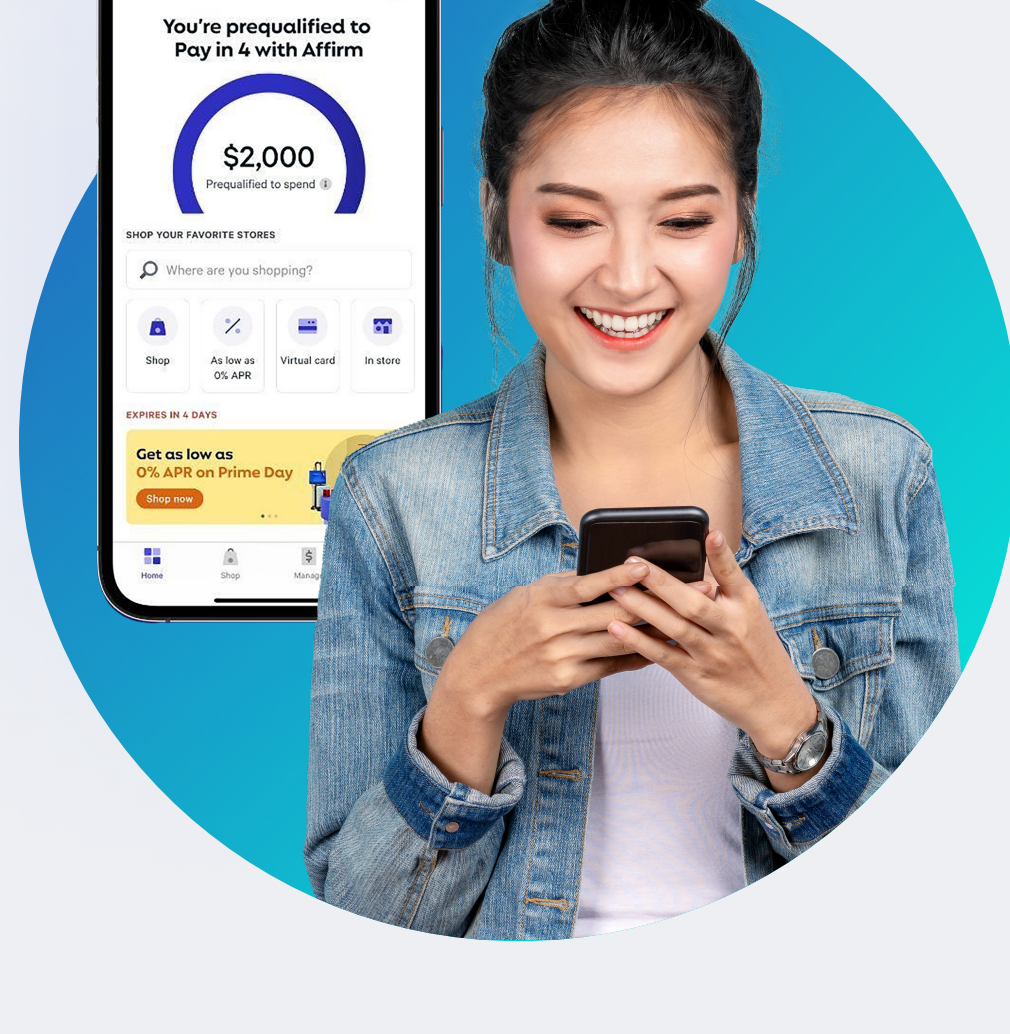 You're prequalified to
Pay in 4 with Affirm
$2,000
Prequalified to spend
SHOP YOUR FAVORITE STORES
Where are you shopping?
Shop
As low as
0% APR
Virtual card
In store
EXPIRES IN 4 DAYS
Get as low as
0% APR on Prime Day
Shop now
Home
Shop